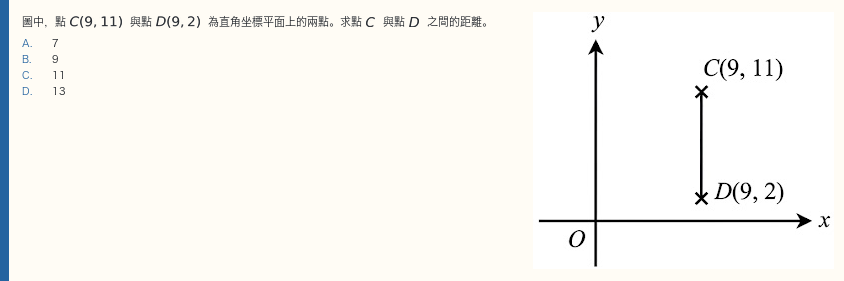 圖中，點 C(9, 11) 與點 D(9, 2) 為直角坐標平面上的兩點。求點 C 與點 D 之間的距離。
A. 7
B. 9
C. 11
D. 13
y
C(9, 11)
D(9, 2)
x
O